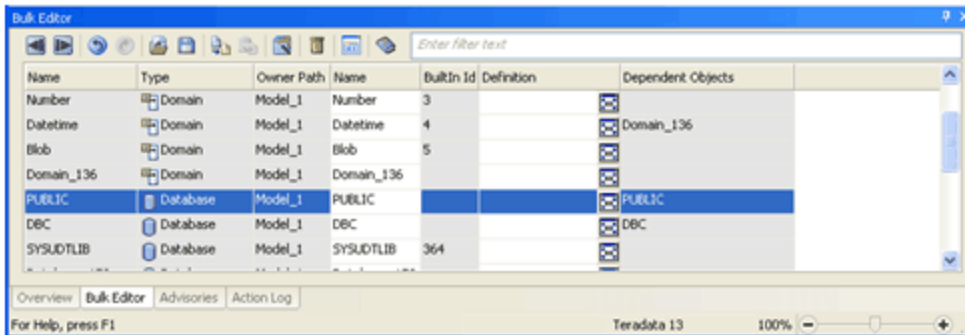 Bulk Editor
Enter filter text
Name Type Owner Path Name BuiltIn Id Definition Dependent Objects
Number Domain Model_1 Number 3
Datetime Domain Model_1 Datetime 4 Domain_136
Blob Domain Model_1 Blob 5
Domain_136 Domain Model_1 Domain_136
PUBLIC Database Model_1 PUBLIC PUBLIC
DBC Database Model_1 DBC DBC
SYSUDTLIB Database Model_1 SYSUDTLIB 364
Overview Bulk Editor Advisories Action Log
For Help, press F1 Teradata 13 100%